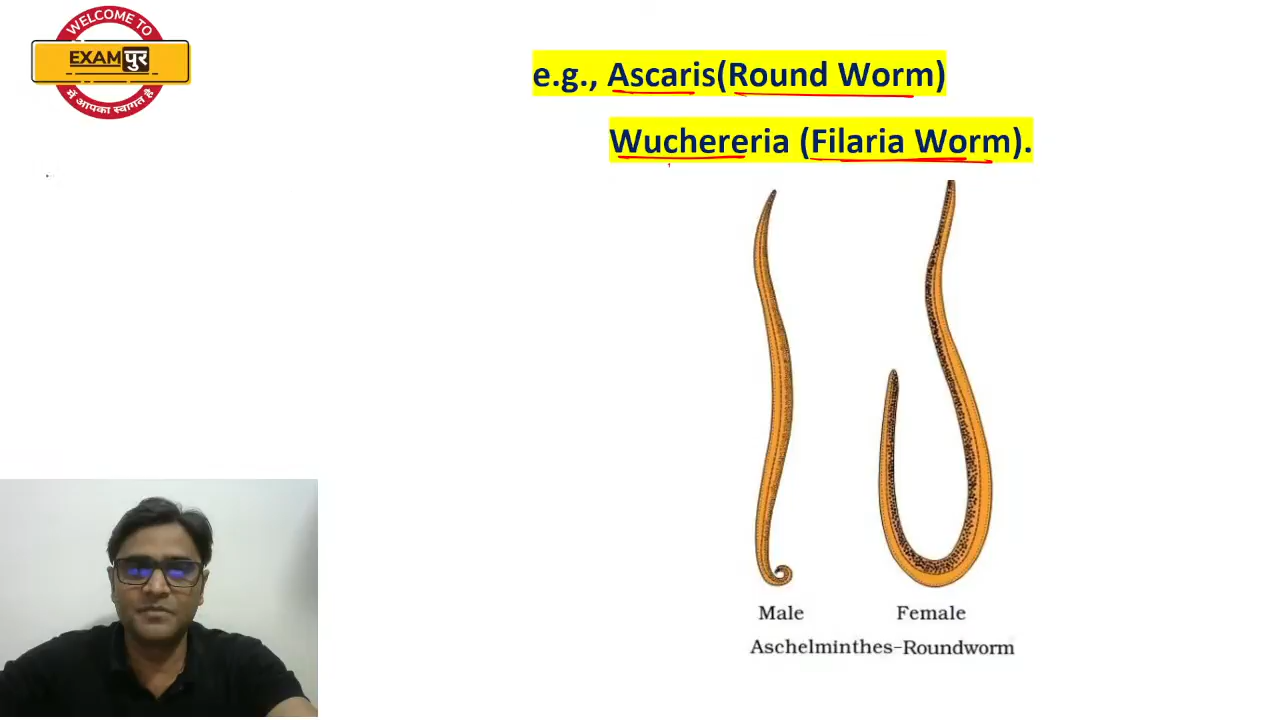 WELCOME TO
EXAMपुर
में आपका स्वागत है
e.g., Ascaris(Round Worm)
Wuchereria (Filaria Worm).
Male Female
Aschelminthes-Roundworm